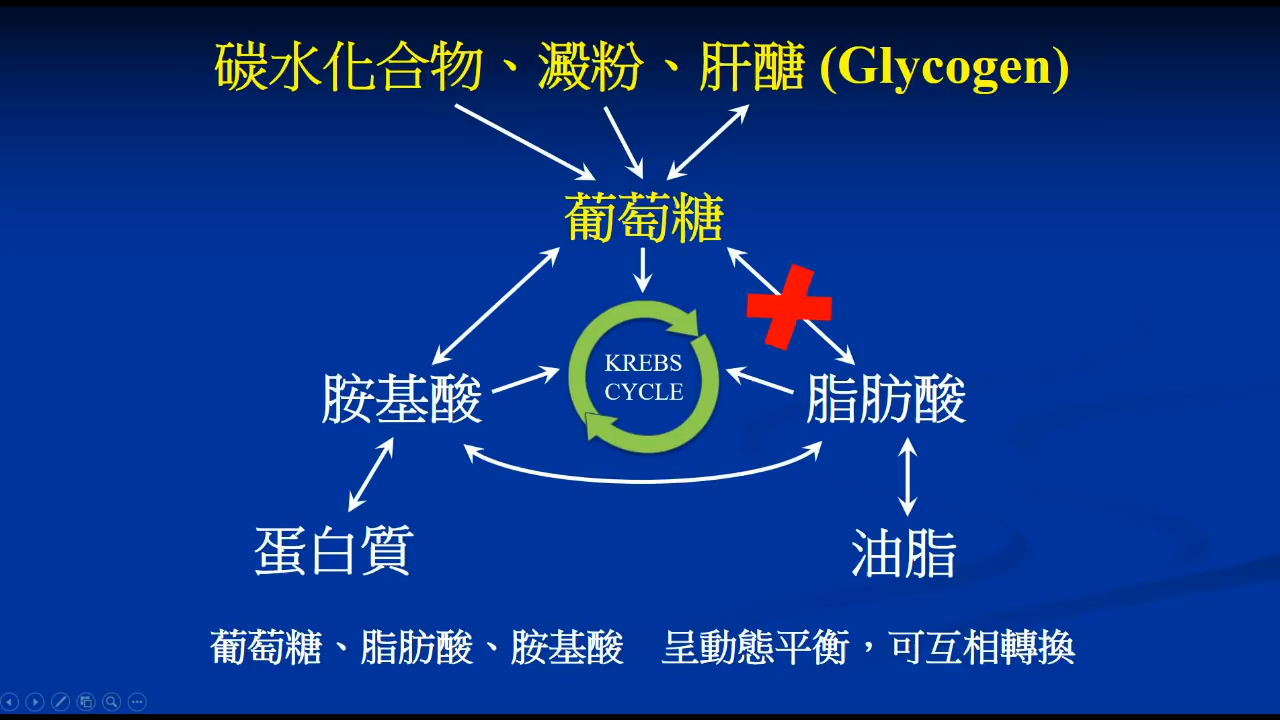 碳水化合物、澱粉、肝醣 (Glycogen)
葡萄糖
KREBS
CYCLE
胺基酸
脂肪酸
蛋白質
油脂
葡萄糖、脂肪酸、胺基酸　呈動態平衡，可互相轉換